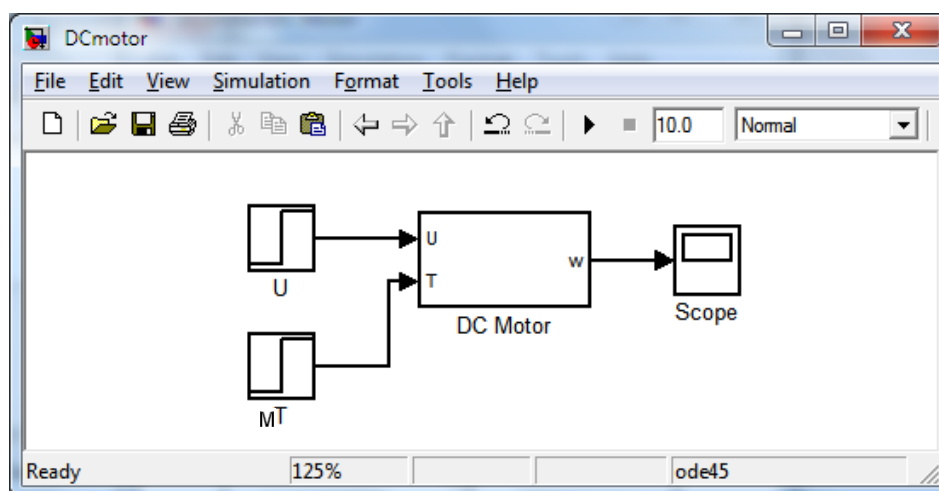 DCmotor
File Edit View Simulation Format Tools Help
10.0 Normal
U
T
w
U
DC Motor
Scope
MT
Ready 125% ode45